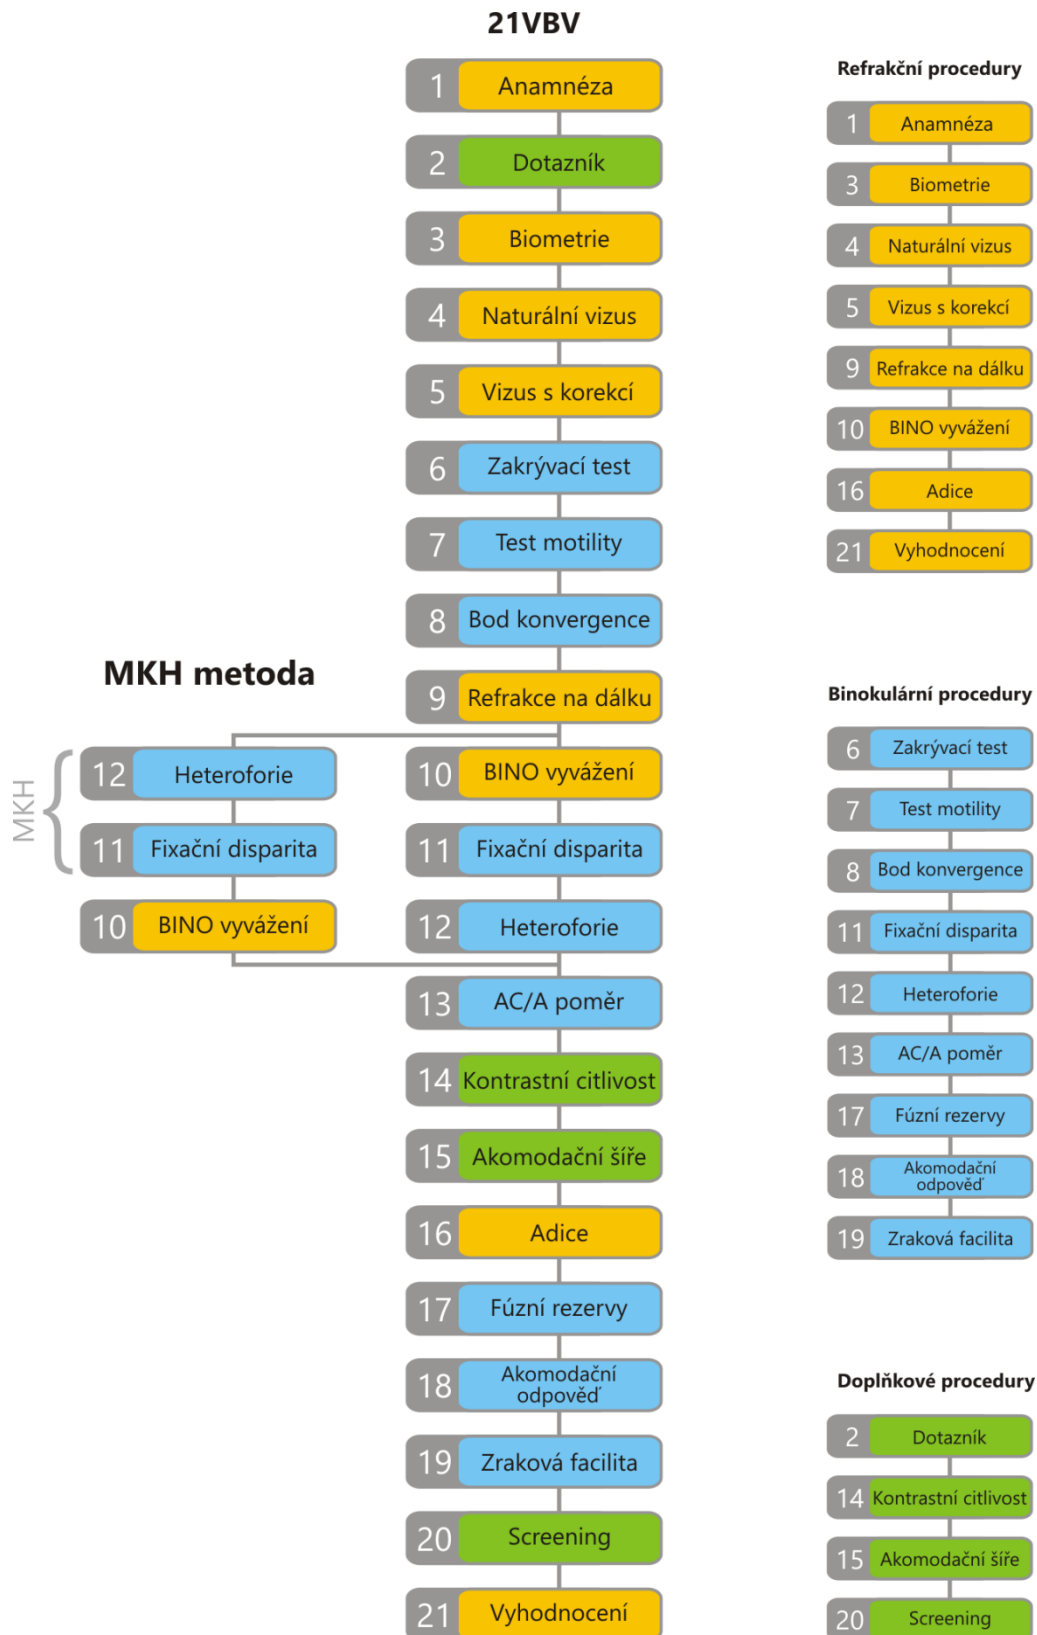 21VBV
1 Anamnéza
2 Dotazník
3 Biometrie
4 Naturální vizus
5 Vizus s korekcí
6 Zakrývací test
7 Test motility
8 Bod konvergence
9 Refrakce na dálku
10 BINO vyvážení
11 Fixační disparita
12 Heteroforie
13 AC/A poměr
14 Kontrastní citlivost
15 Akomodační šíře
16 Adice
17 Fúzní rezervy
18 Akomodační
odpověď
19 Zraková facilita
20 Screening
21 Vyhodnocení
MKH metoda
MKH
12 Heteroforie
11 Fixační disparita
10 BINO vyvážení
Refrakční procedury
1 Anamnéza
3 Biometrie
4 Naturální vizus
5 Vizus s korekcí
9 Refrakce na dálku
10 BINO vyvážení
16 Adice
21 Vyhodnocení
Binokulární procedury
6 Zakrývací test
7 Test motility
8 Bod konvergence
11 Fixační disparita
12 Heteroforie
13 AC/A poměr
17 Fúzní rezervy
18 Akomodační
odpověď
19 Zraková facilita
Doplňkové procedury
2 Dotazník
14 Kontrastní citlivost
15 Akomodační šíře
20 Screening